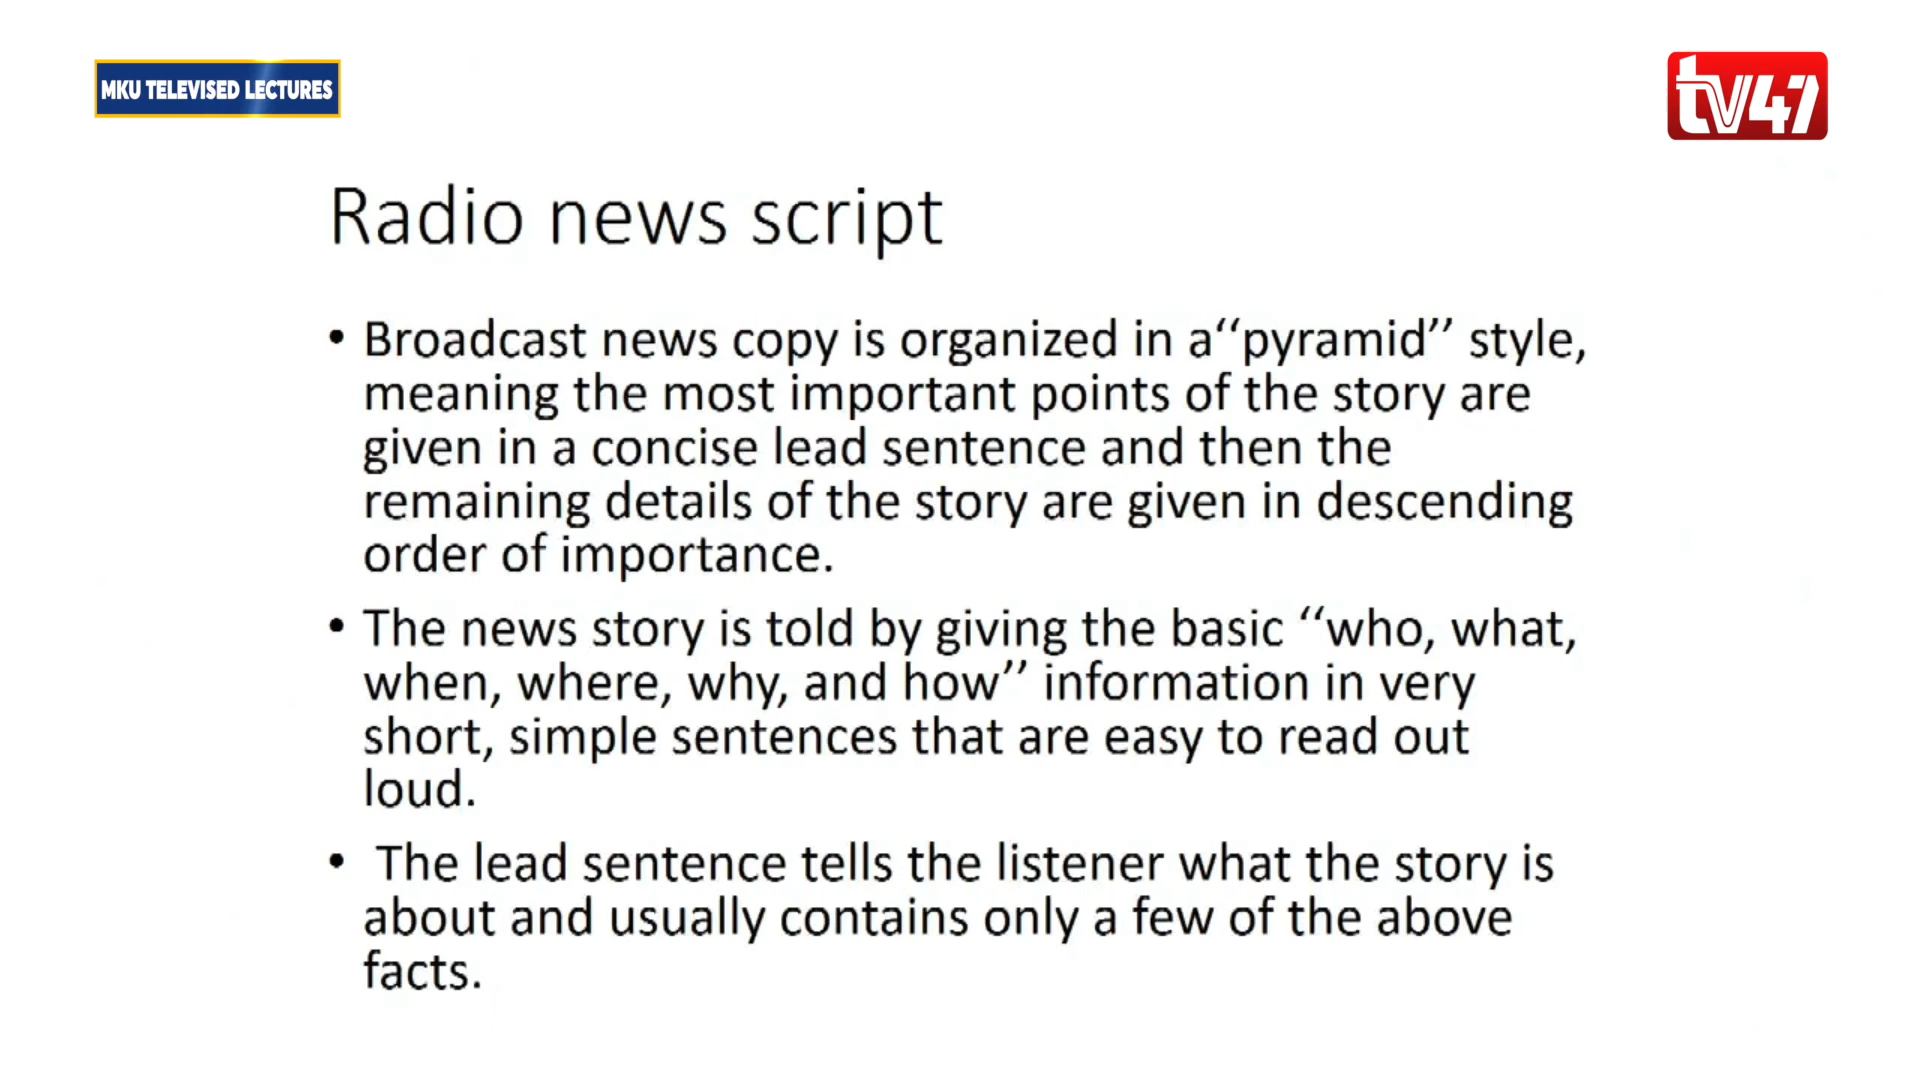 MKU TELEVISED LECTURES
tv47
Radio news script
• Broadcast news copy is organized in a‘‘pyramid’’ style,
meaning the most important points of the story are
given in a concise lead sentence and then the
remaining details of the story are given in descending
order of importance.
• The news story is told by giving the basic ‘‘who, what,
when, where, why, and how’’ information in very
short, simple sentences that are easy to read out
loud.
• The lead sentence tells the listener what the story is
about and usually contains only a few of the above
facts.